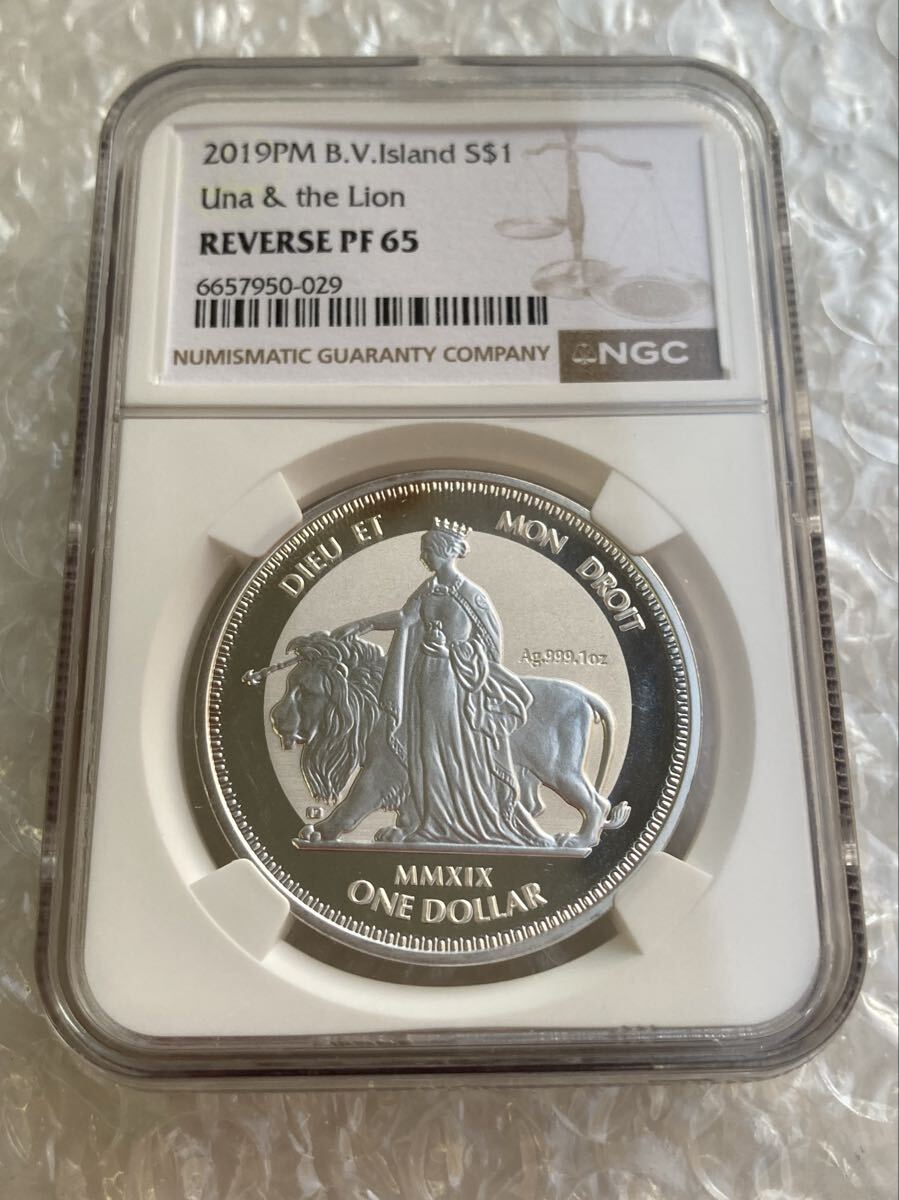 2019PM B.V.Island S$1
Una & the Lion
REVERSE PF 65
6657950-029
NUMISMATIC GUARANTY COMPANY NGC
DIEU ET MON DROIT
Ag.999.1oz
MMXIX
ONE DOLLAR